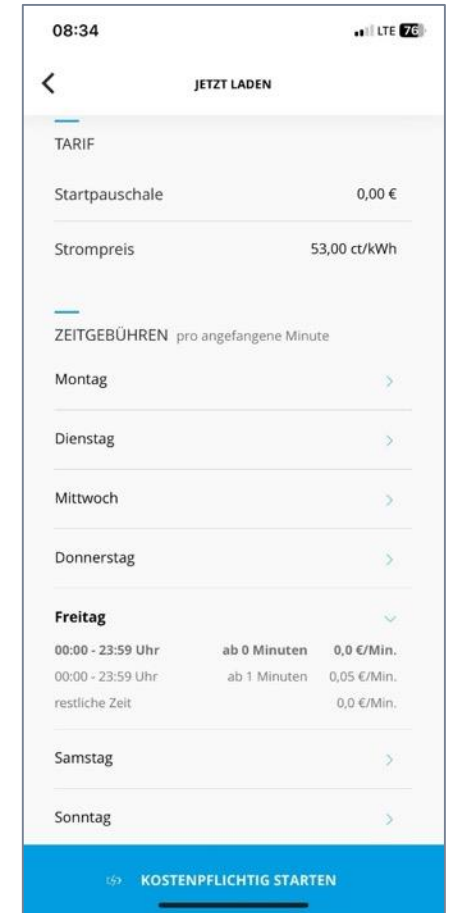 08:34 LTE 76
JETZT LADEN
TARIF
Startpauschale 0,00 €
Strompreis 53,00 ct/kWh
ZEITGEBÜHREN pro angefangene Minute
Montag
Dienstag
Mittwoch
Donnerstag
Freitag
00:00 - 23:59 Uhr ab 0 Minuten 0,0 €/Min.
00:00 - 23:59 Uhr ab 1 Minuten 0,05 €/Min.
restliche Zeit 0,0 €/Min.
Samstag
Sonntag
KOSTENPFLICHTIG STARTEN